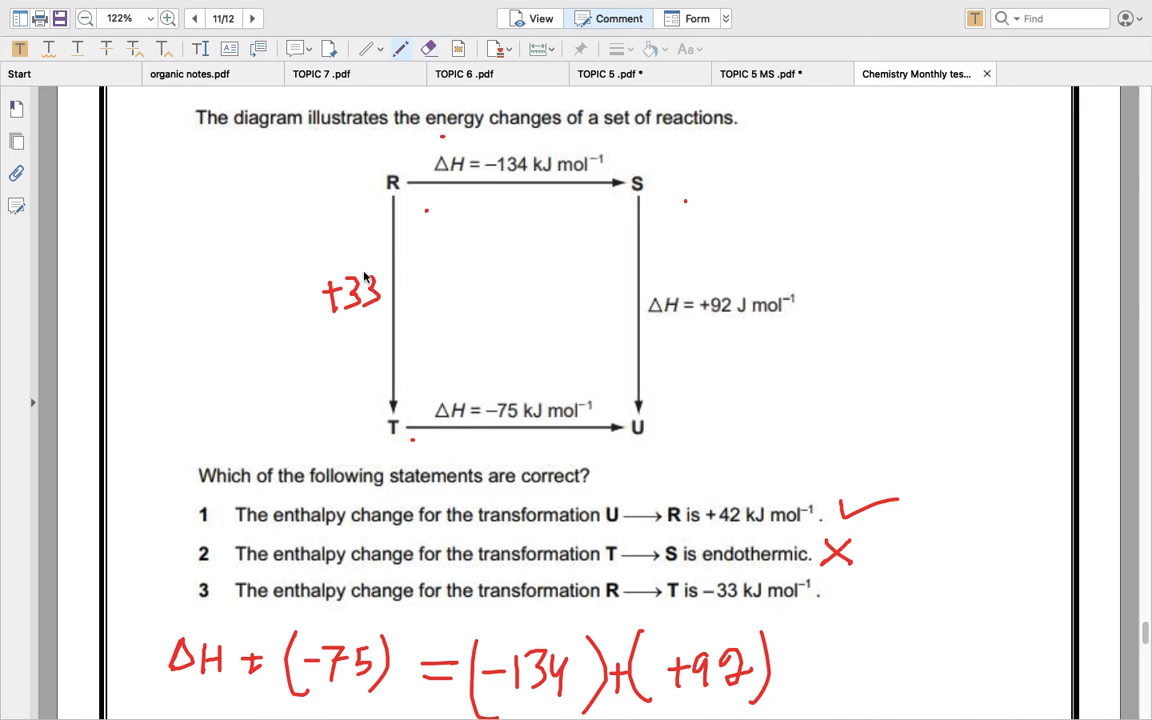 122% 11/12 View Comment Form Find
Start organic notes.pdf TOPIC 7 .pdf TOPIC 6 .pdf TOPIC 5 .pdf * TOPIC 5 MS .pdf * Chemistry Monthly tes...
The diagram illustrates the energy changes of a set of reactions.
ΔH = –134 kJ mol⁻¹
R S
+33
ΔH = +92 J mol⁻¹
ΔH = –75 kJ mol⁻¹
T U
Which of the following statements are correct?
1 The enthalpy change for the transformation U ⟶ R is +42 kJ mol⁻¹ .
2 The enthalpy change for the transformation T ⟶ S is endothermic.
3 The enthalpy change for the transformation R ⟶ T is –33 kJ mol⁻¹ .
ΔH + (-75) = (-134)+( +92)